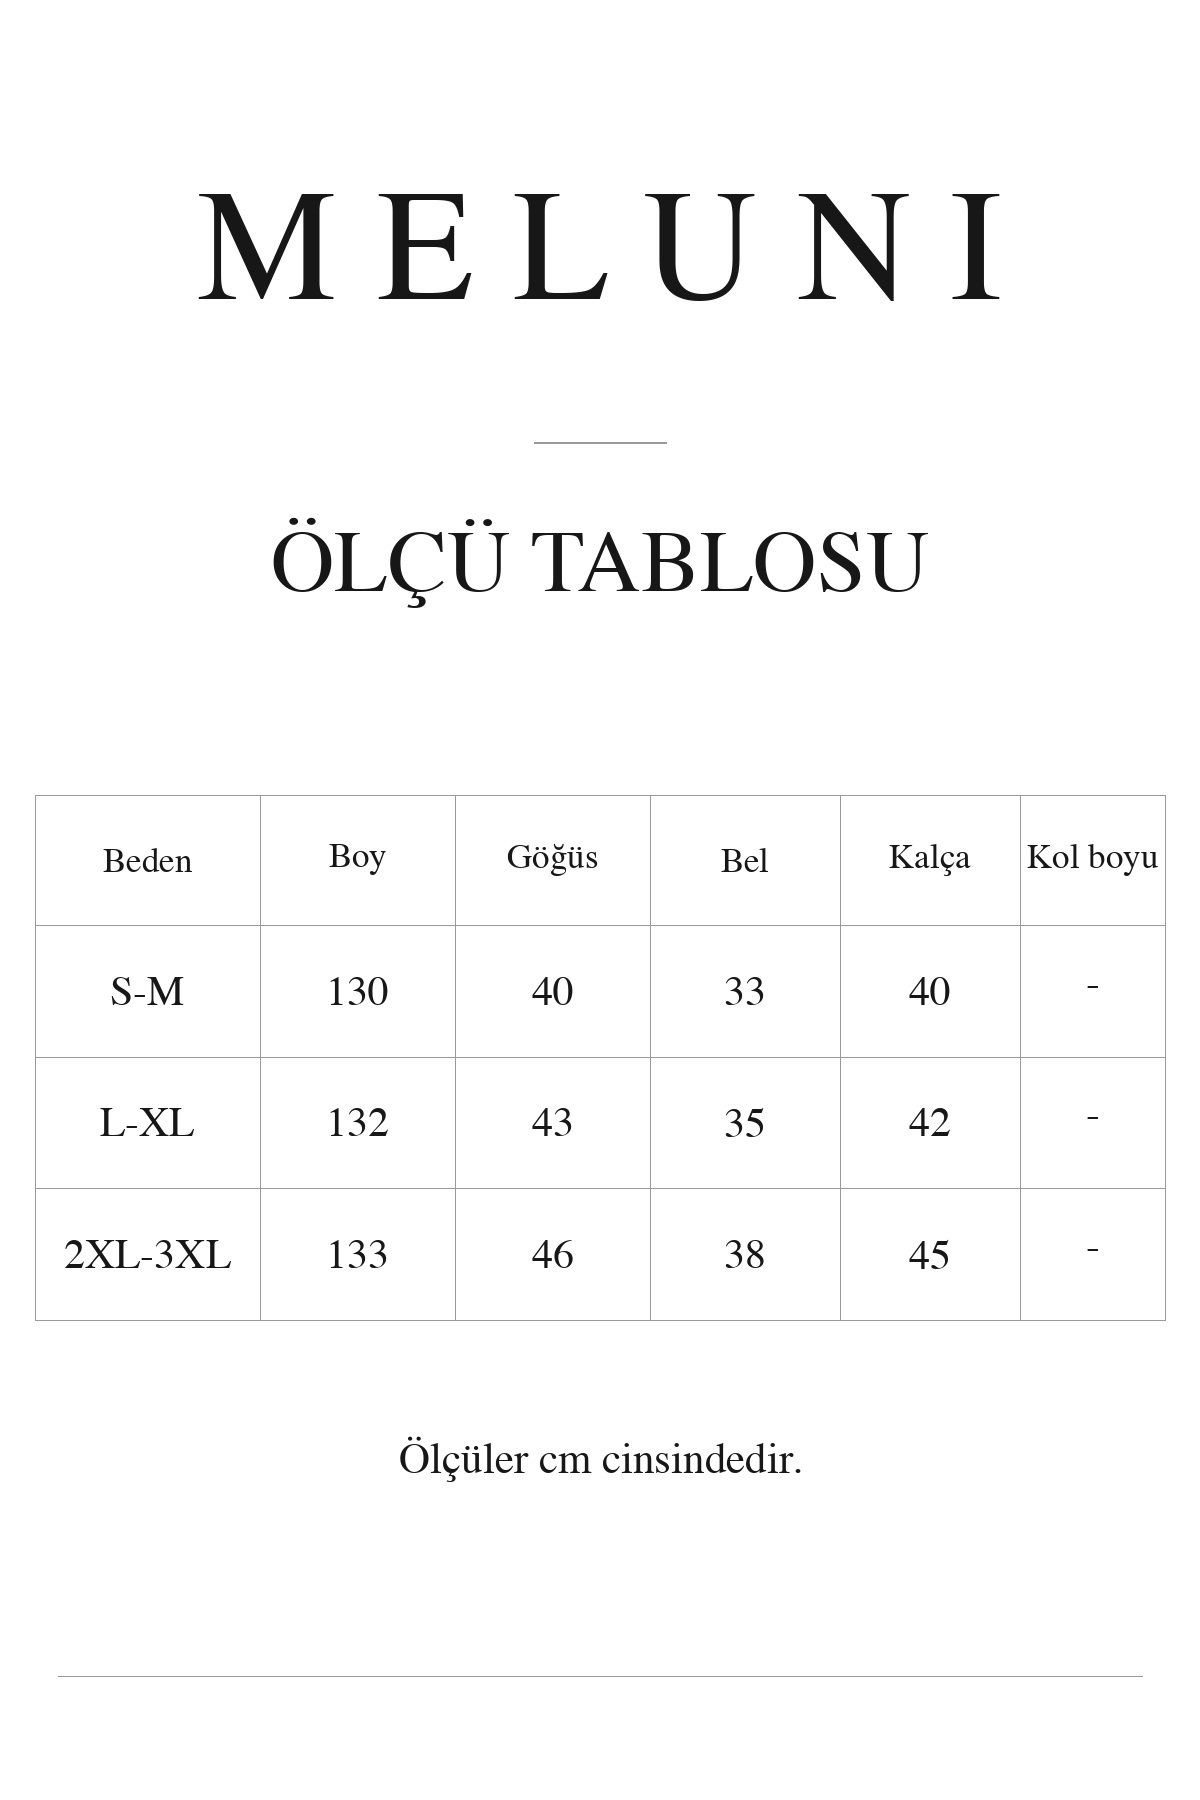 MELUNI
ÖLÇÜ TABLOSU
Beden Boy Göğüs Bel Kalça Kol boyu
S-M 130 40 33 40 -
L-XL 132 43 35 42 -
2XL-3XL 133 46 38 45 -
Ölçüler cm cinsindedir.